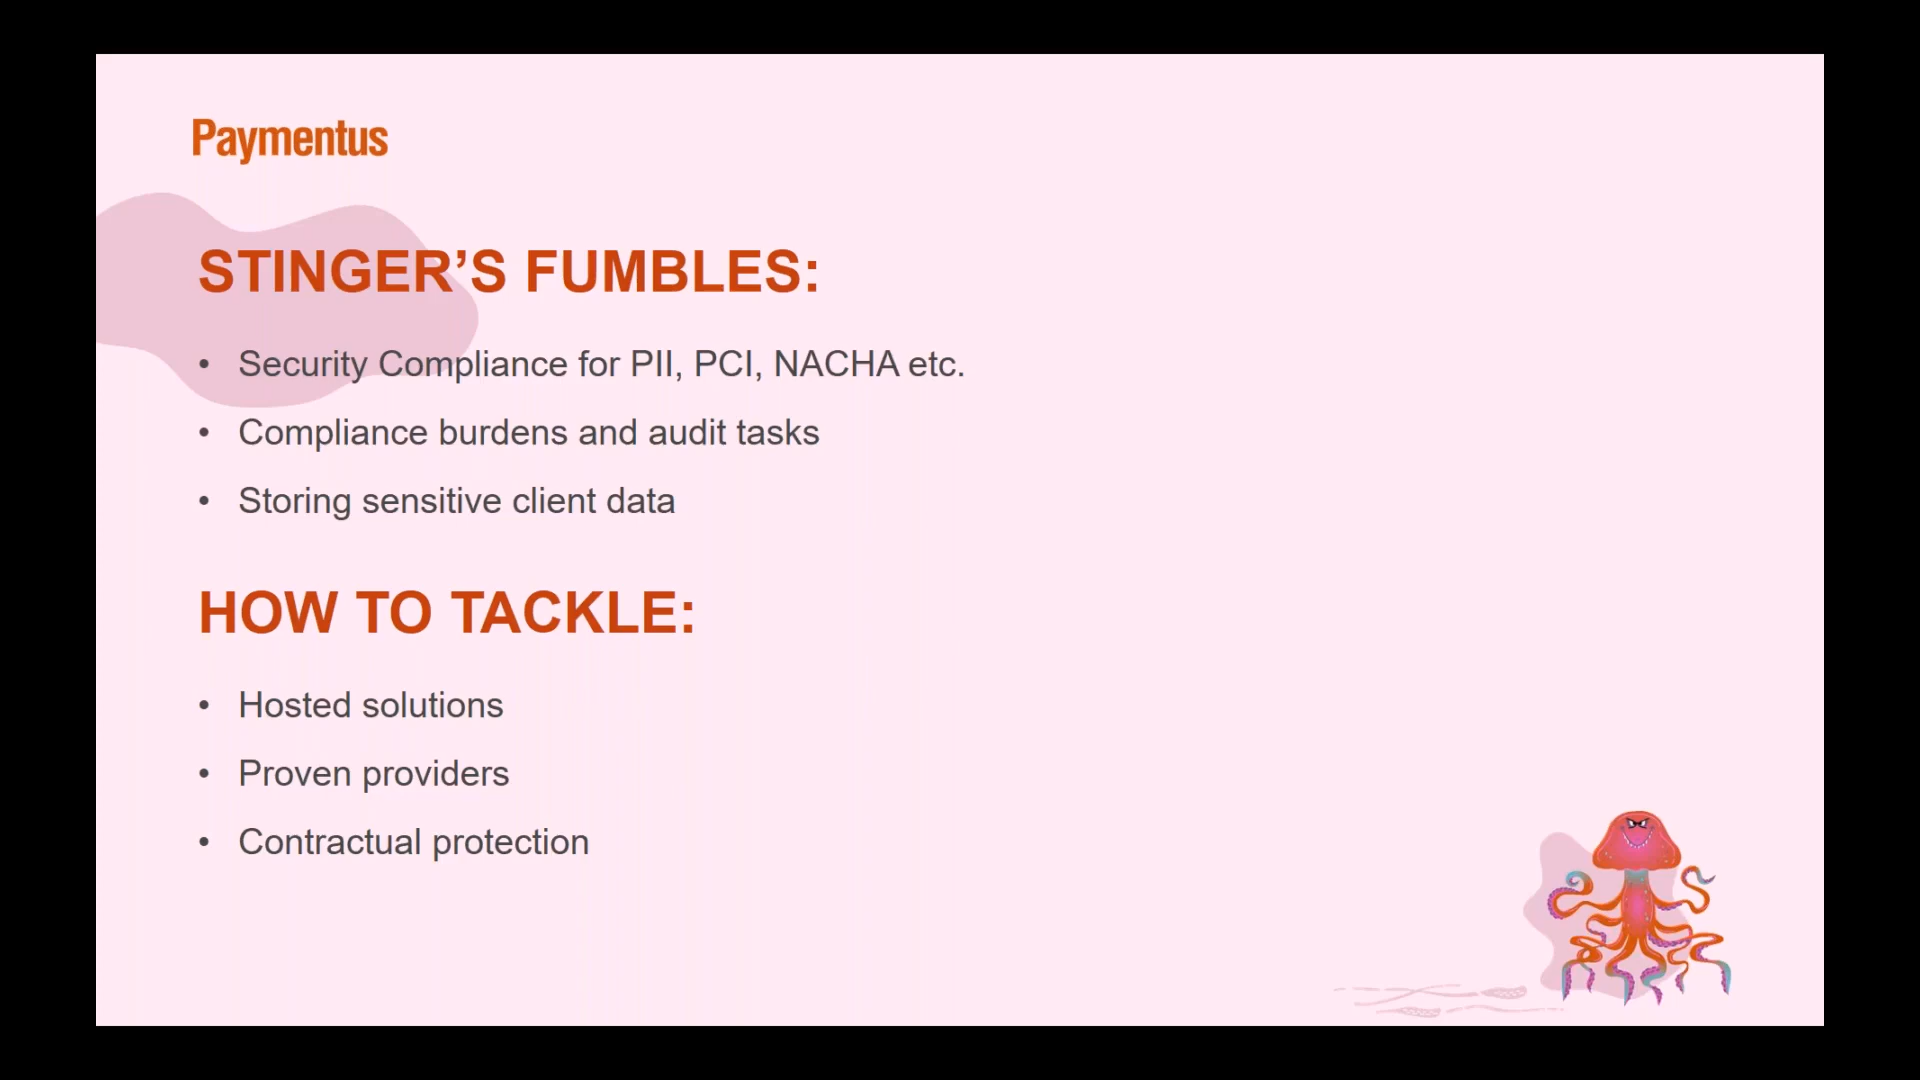 Paymentus
STINGER’S FUMBLES:
• Security Compliance for PII, PCI, NACHA etc.
• Compliance burdens and audit tasks
• Storing sensitive client data
HOW TO TACKLE:
• Hosted solutions
• Proven providers
• Contractual protection